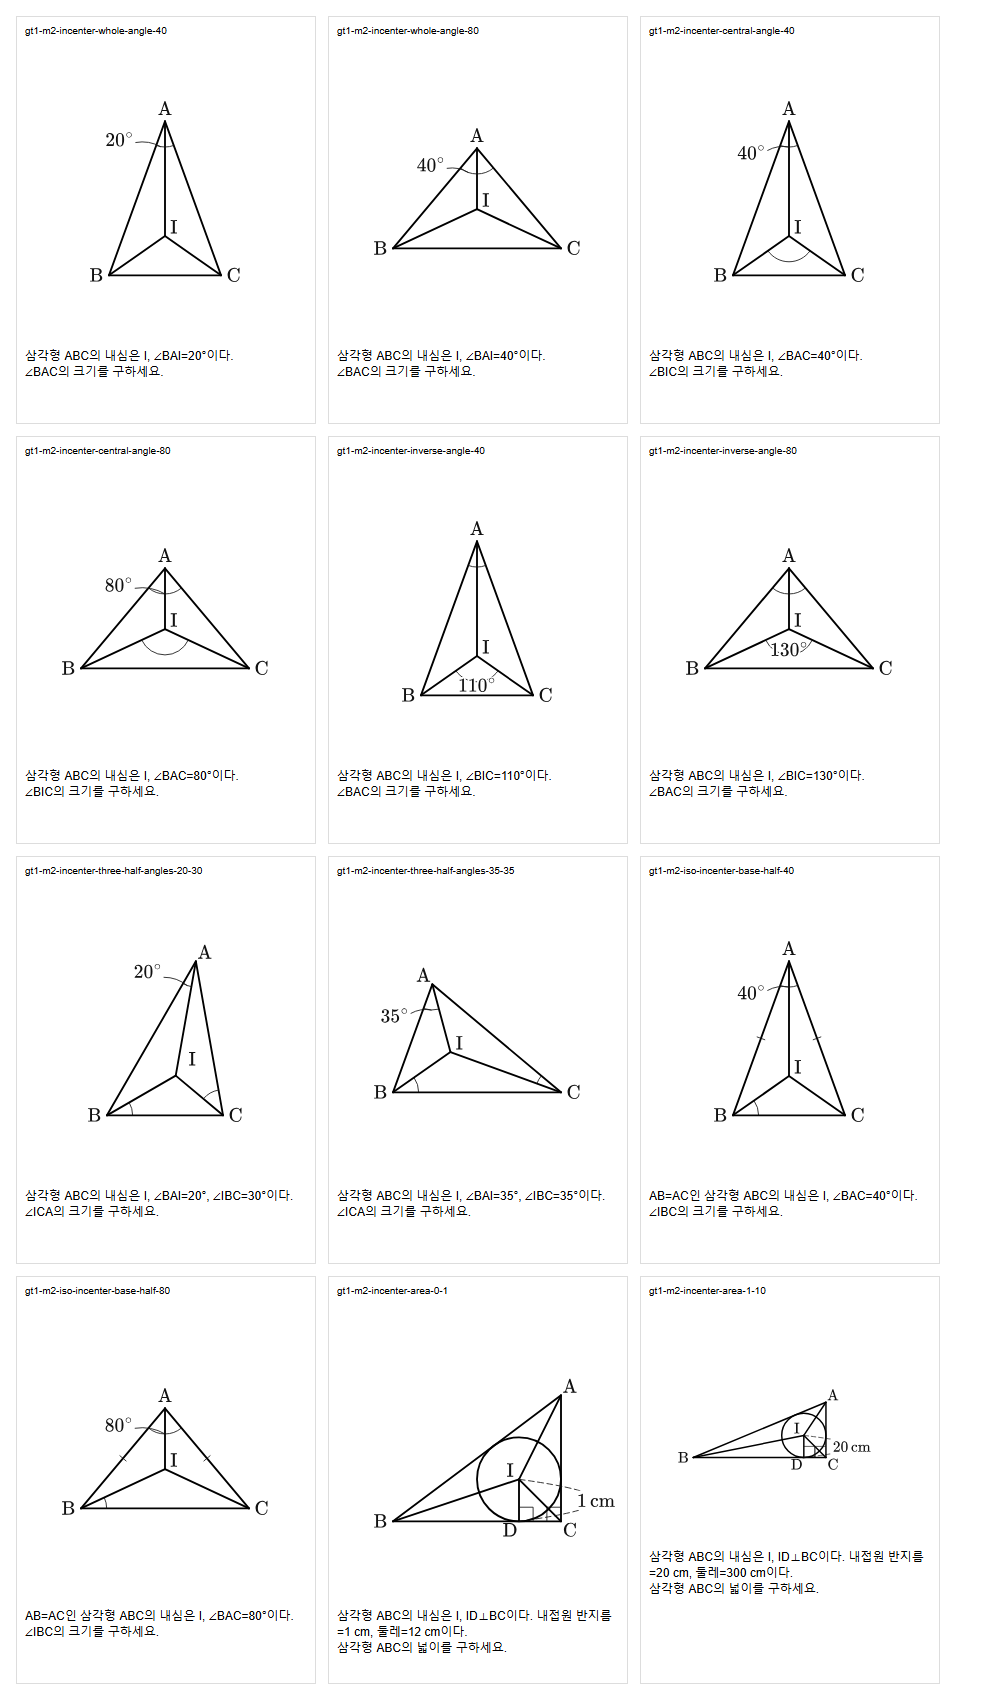 gt1-m2-incenter-whole-angle-40
A
20°
I
B
C
삼각형 ABC의 내심은 I, ∠BAI=20°이다.
∠BAC의 크기를 구하세요.
gt1-m2-incenter-whole-angle-80
A
40°
I
B
C
삼각형 ABC의 내심은 I, ∠BAI=40°이다.
∠BAC의 크기를 구하세요.
gt1-m2-incenter-central-angle-40
A
40°
I
B
C
삼각형 ABC의 내심은 I, ∠BAC=40°이다.
∠BIC의 크기를 구하세요.
gt1-m2-incenter-central-angle-80
A
80°
I
B
C
삼각형 ABC의 내심은 I, ∠BAC=80°이다.
∠BIC의 크기를 구하세요.
gt1-m2-incenter-inverse-angle-40
A
I
110°
B
C
삼각형 ABC의 내심은 I, ∠BIC=110°이다.
∠BAC의 크기를 구하세요.
gt1-m2-incenter-inverse-angle-80
A
I
130°
B
C
삼각형 ABC의 내심은 I, ∠BIC=130°이다.
∠BAC의 크기를 구하세요.
gt1-m2-incenter-three-half-angles-20-30
A
20°
I
B
C
삼각형 ABC의 내심은 I, ∠BAI=20°, ∠IBC=30°이다.
∠ICA의 크기를 구하세요.
gt1-m2-incenter-three-half-angles-35-35
A
35°
I
B
C
삼각형 ABC의 내심은 I, ∠BAI=35°, ∠IBC=35°이다.
∠ICA의 크기를 구하세요.
gt1-m2-iso-incenter-base-half-40
A
40°
I
B
C
AB=AC인 삼각형 ABC의 내심은 I, ∠BAC=40°이다.
∠IBC의 크기를 구하세요.
gt1-m2-iso-incenter-base-half-80
A
80°
I
B
C
AB=AC인 삼각형 ABC의 내심은 I, ∠BAC=80°이다.
∠IBC의 크기를 구하세요.
gt1-m2-incenter-area-0-1
A
I
1 cm
B
D
C
삼각형 ABC의 내심은 I, ID⊥BC이다. 내접원 반지름
=1 cm, 둘레=12 cm이다.
삼각형 ABC의 넓이를 구하세요.
gt1-m2-incenter-area-1-10
A
I
20 cm
B
D
C
삼각형 ABC의 내심은 I, ID⊥BC이다. 내접원 반지름
=20 cm, 둘레=300 cm이다.
삼각형 ABC의 넓이를 구하세요.